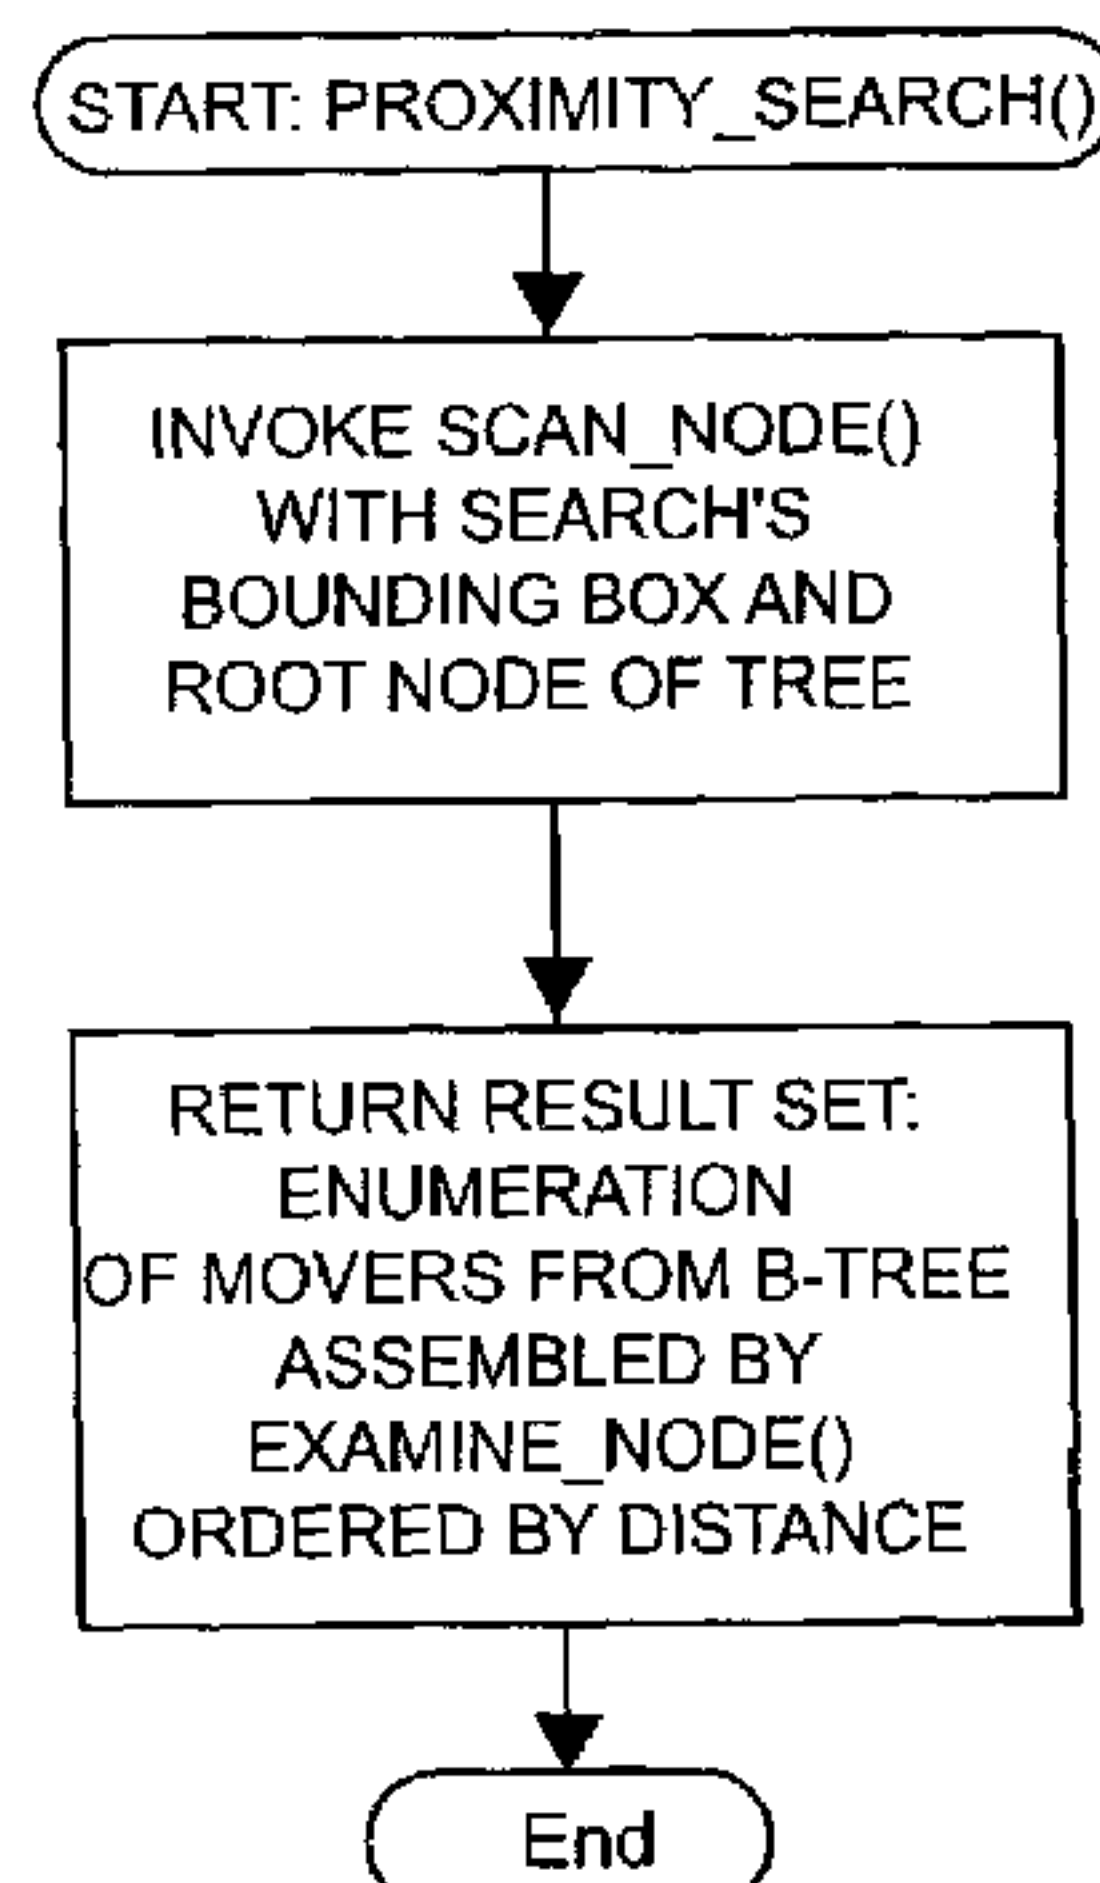 START: PROXIMITY_SEARCH()
INVOKE SCAN_NODE()
WITH SEARCH'S
BOUNDING BOX AND
ROOT NODE OF TREE
RETURN RESULT SET:
ENUMERATION
OF MOVERS FROM B-TREE
ASSEMBLED BY
EXAMINE_NODE()
ORDERED BY DISTANCE
End